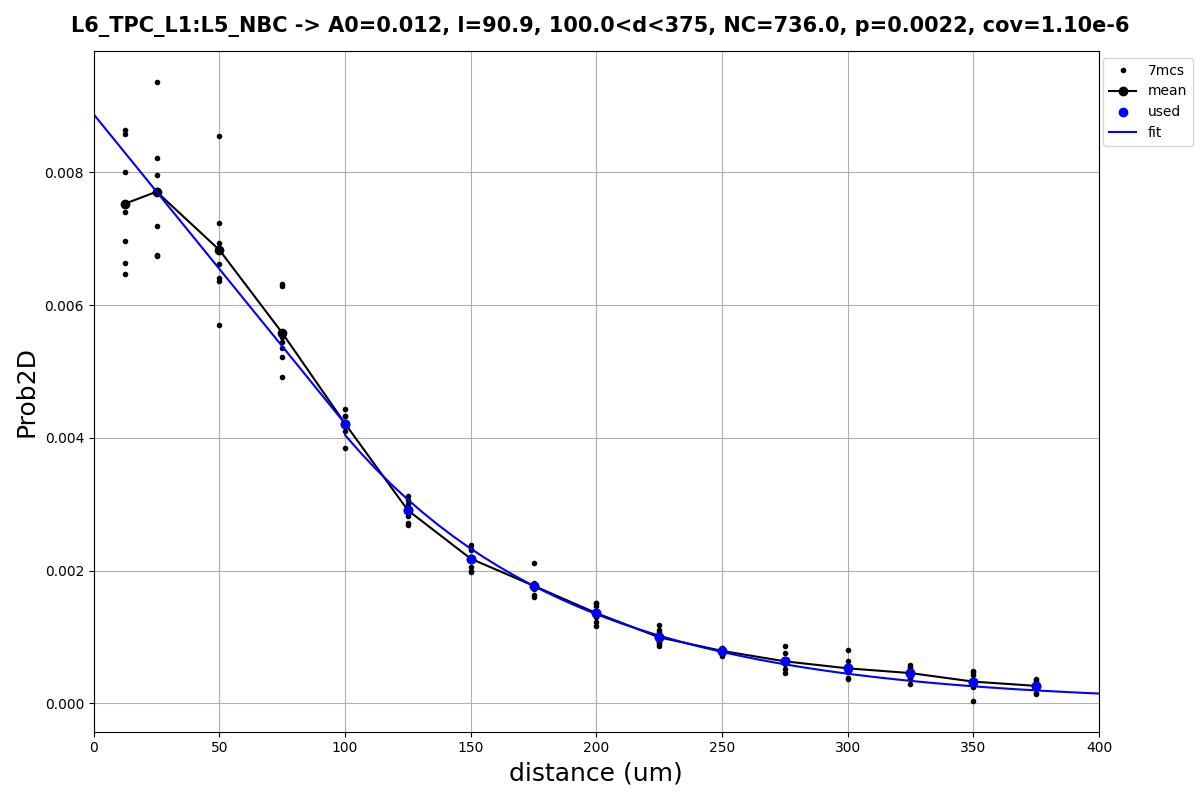 L6_TPC_L1:L5_NBC -> A0=0.012, l=90.9, 100.0<d<375, NC=736.0, p=0.0022, cov=1.10e-6
7mcs
mean
used
fit
0.008
0.006
0.004
0.002
0.000
Prob2D
0 50 100 150 200 250 300 350 400
distance (um)